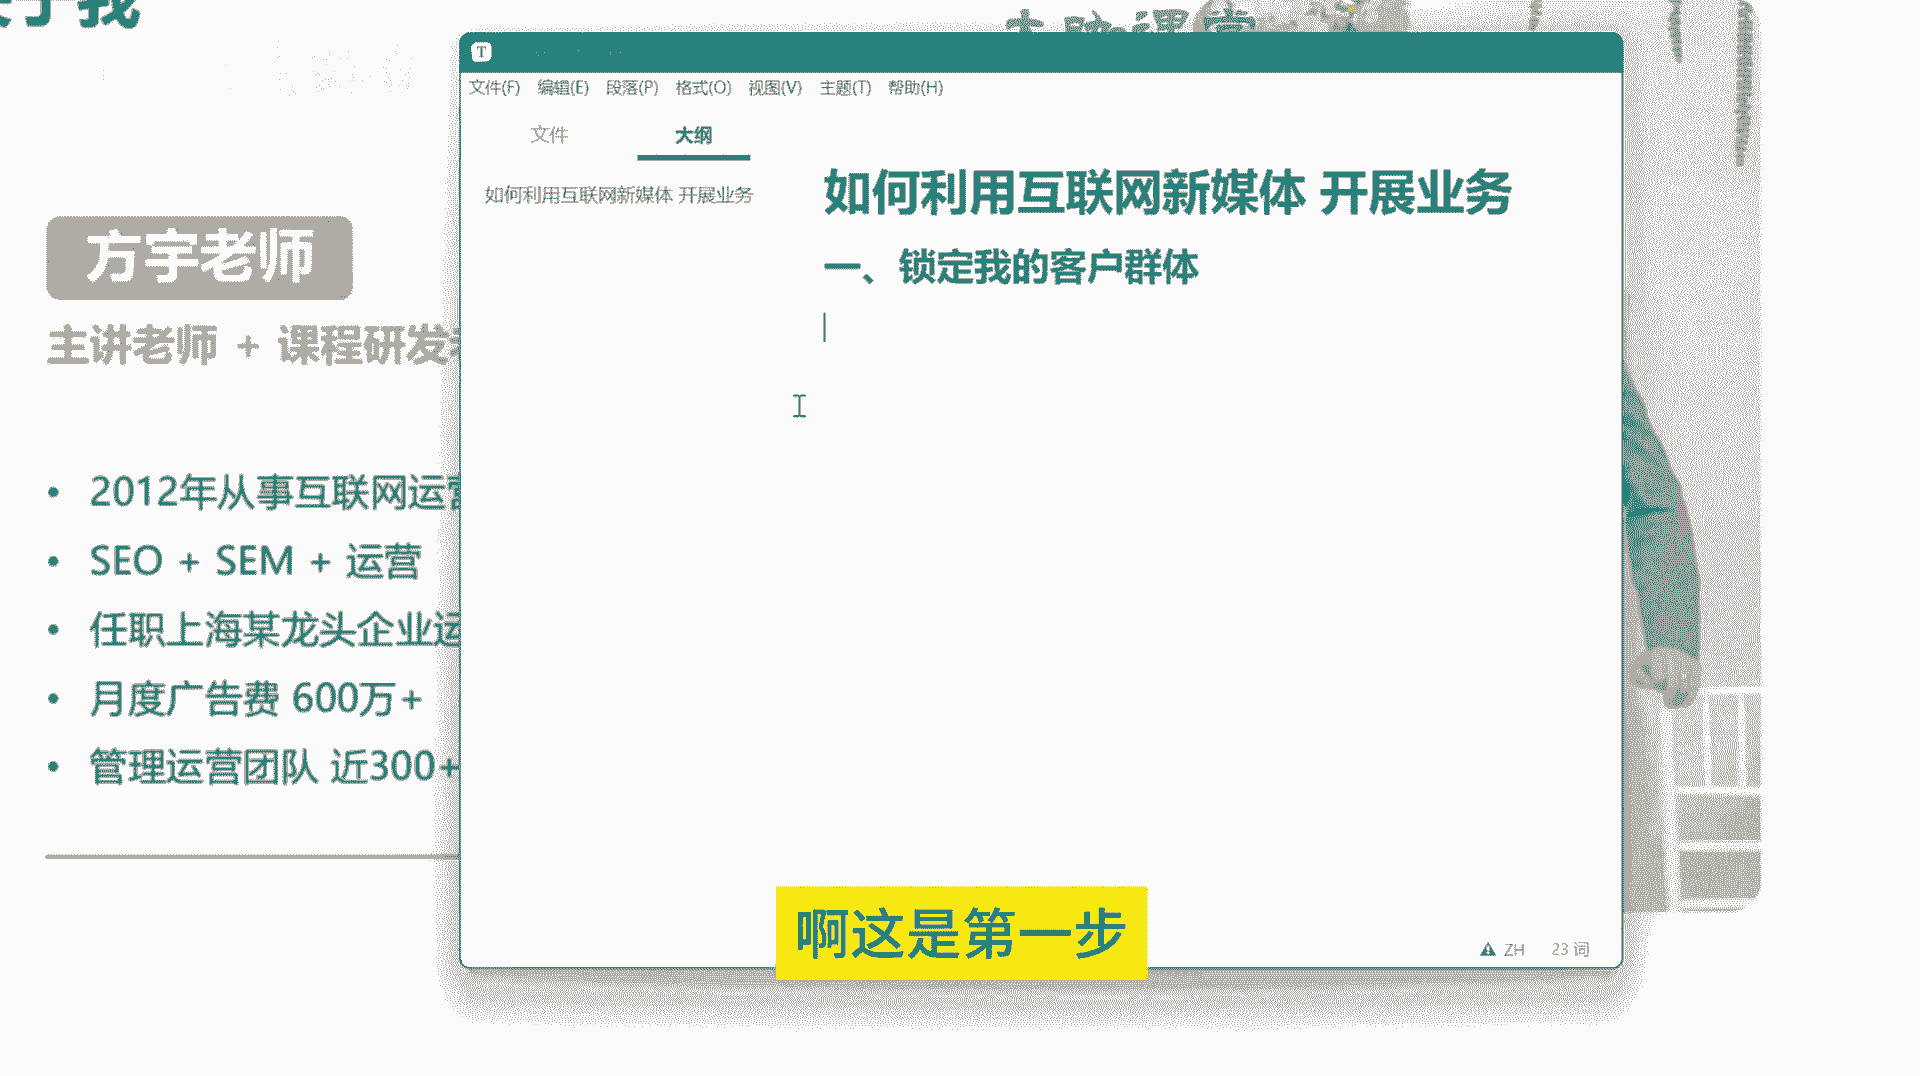 文件(F) 编辑(E) 段落(P) 格式(O) 视图(V) 主题(T) 帮助(H)
文件 大纲
如何利用互联网新媒体 开展业务
如何利用互联网新媒体 开展业务
一、锁定我的客户群体
方宇老师
主讲老师 + 课程研发
• 2012年从事互联网运营
• SEO + SEM + 运营
• 任职上海某龙头企业运
• 月度广告费 600万+
• 管理运营团队 近300+
啊这是第一步
ZH 23 词